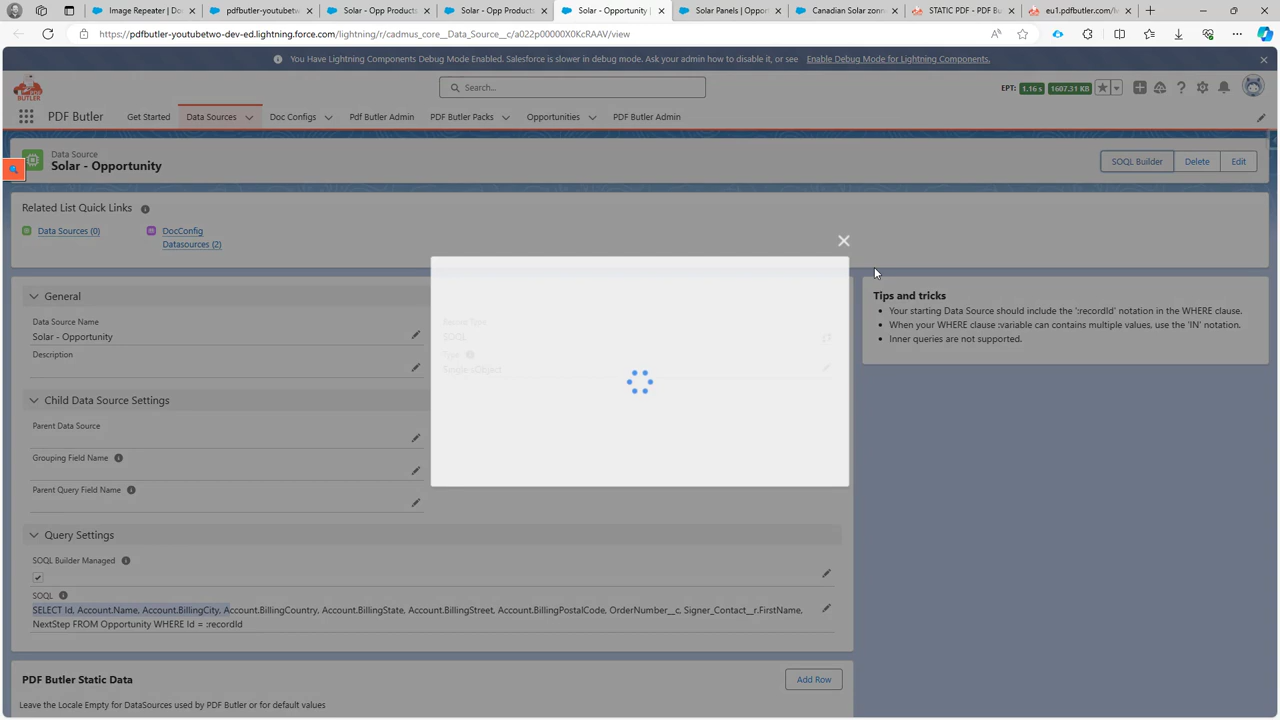 Image Repeater | Do
pdfbutler-youtubetw
Solar - Opp Products
Solar - Opp Products
Solar - Opportunity |
Solar Panels | Oppor
Canadian Solar zonn
STATIC PDF - PDF B
eu1.pdfbutler.com/l
https://pdfbutler-youtubetwo-dev-ed.lightning.force.com/lightning/r/cadmus_core__Data_Source__c/a022p00000X0KcRAAV/view
You Have Lightning Components Debug Mode Enabled. Salesforce is slower in debug mode. Ask your admin how to disable it, or see Enable Debug Mode for Lightning Components.
BUTLER
Search...
EPT: 1.16 s 1607.31 KB
PDF Butler
Get Started
Data Sources
Doc Configs
Pdf Butler Admin
PDF Butler Packs
Opportunities
PDF Butler Admin
Data Source
Solar - Opportunity
SOQL Builder
Delete
Edit
Related List Quick Links
Data Sources (0)
DocConfig
Datasources (2)
General
Data Source Name
Solar - Opportunity
Description
Child Data Source Settings
Parent Data Source
Grouping Field Name
Parent Query Field Name
SOQL
Single sObject
Tips and tricks
Your starting Data Source should include the ':recordId' notation in the WHERE clause.
When your WHERE clause :variable can contains multiple values, use the 'IN' notation.
Inner queries are not supported.
Query Settings
SOQL Builder Managed
SOQL
SELECT Id, Account.Name, Account.BillingCity, Account.BillingCountry, Account.BillingState, Account.BillingStreet, Account.BillingPostalCode, OrderNumber__c, Signer_Contact__r.FirstName,
NextStep FROM Opportunity WHERE Id = :recordId
PDF Butler Static Data
Add Row
Leave the Locale Empty for DataSources used by PDF Butler or for default values